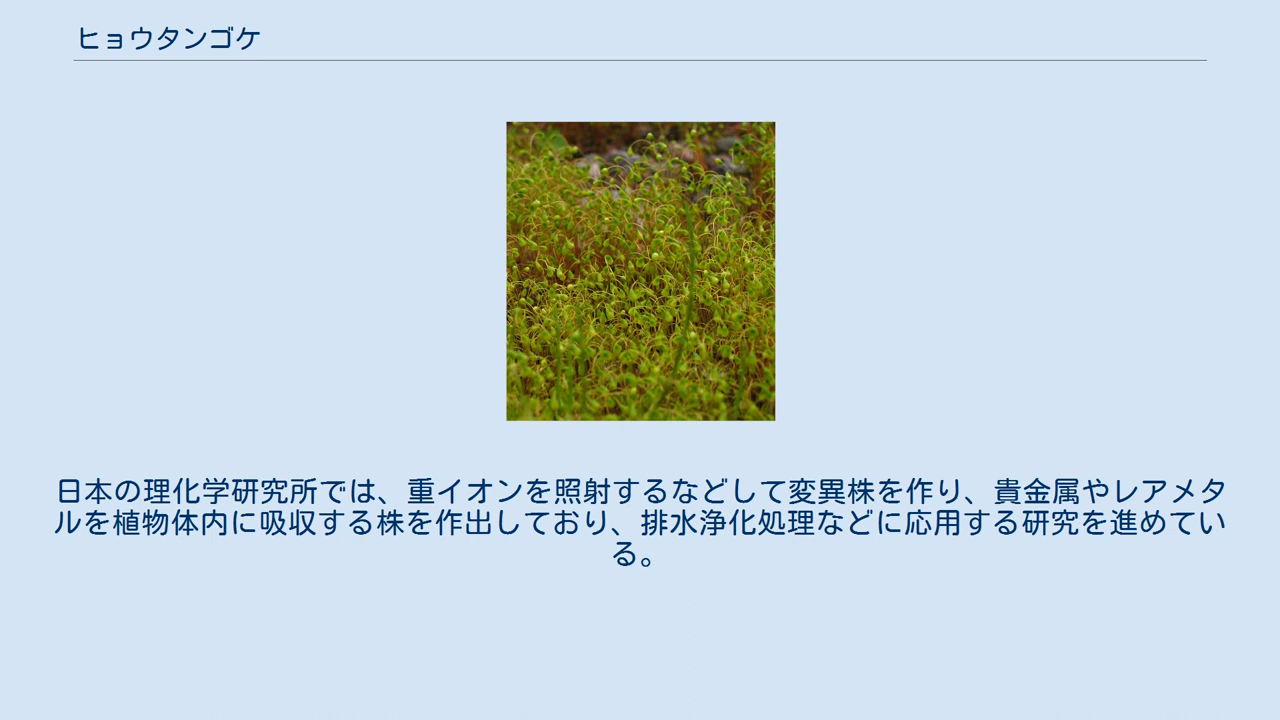 ヒョウタンゴケ
日本の理化学研究所では、重イオンを照射するなどして変異株を作り、貴金属やレアメタ
ルを植物体内に吸収する株を作出しており、排水浄化処理などに応用する研究を進めてい
る。